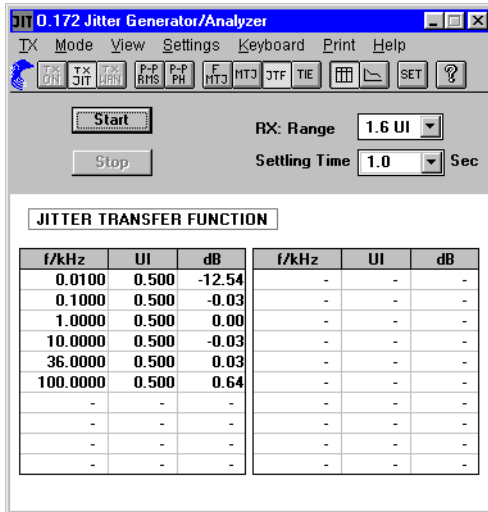 JIT O.172 Jitter Generator/Analyzer
TX Mode View Settings Keyboard Print Help
TX ON TX JIT TX WAN P-P RMS P-P PH F MTJ MTJ JTF TIE SET ?
Start
RX: Range 1.6 UI
Stop
Settling Time 1.0 Sec
JITTER TRANSFER FUNCTION
f/kHz UI dB f/kHz UI dB
0.0100 0.500 -12.54 - - -
0.1000 0.500 -0.03 - - -
1.0000 0.500 0.00 - - -
10.0000 0.500 -0.03 - - -
36.0000 0.500 0.03 - - -
100.0000 0.500 0.64 - - -
- - - - - -
- - - - - -
- - - - - -
- - - - - -